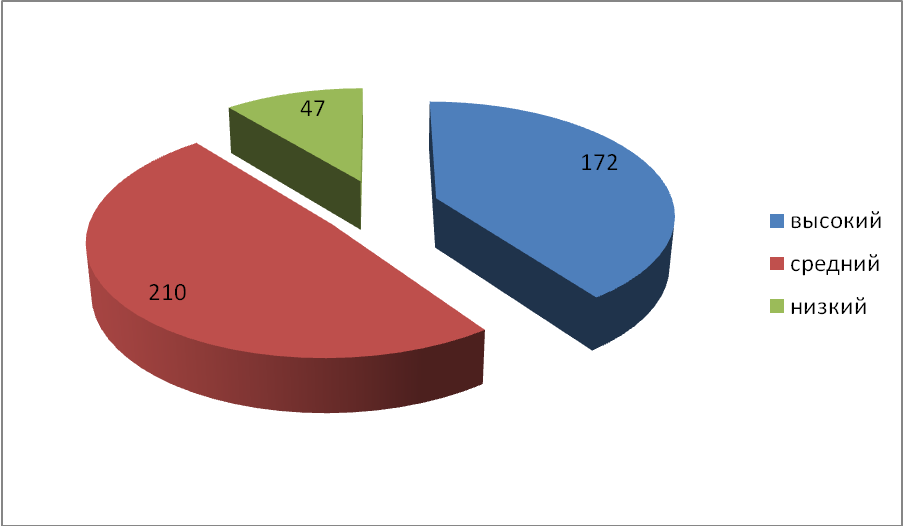 47
172
210
высокий
средний
низкий